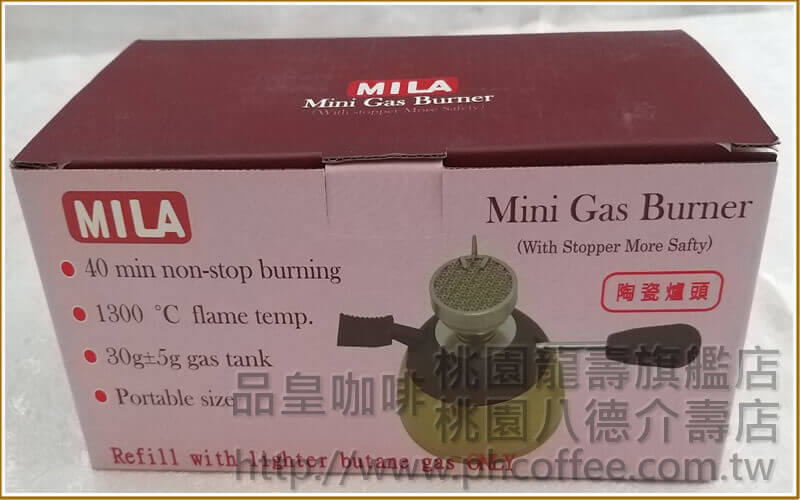 MILA
Mini Gas Burner
(With stopper More Safety)
MILA
Mini Gas Burner
(With Stopper More Safty)
陶瓷爐頭
40 min non-stop burning
1300 °C flame temp.
30g±5g gas tank
Portable size
Refill with lighter butane gas ONLY
品皇咖啡 桃園龍壽旗艦店
桃園八德介壽店
http://www.phcoffee.com.tw